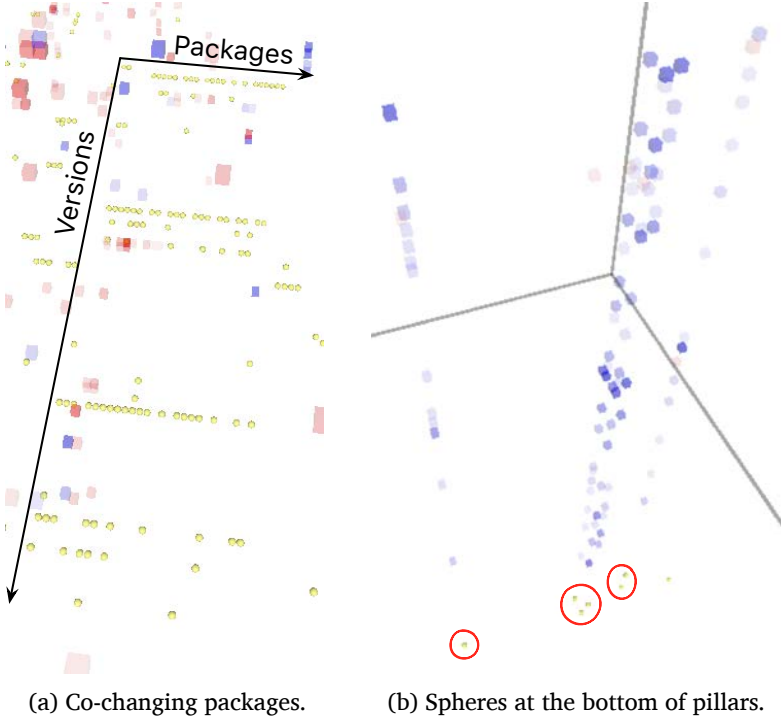 Packages
Versions
(a) Co-changing packages.
(b) Spheres at the bottom of pillars.